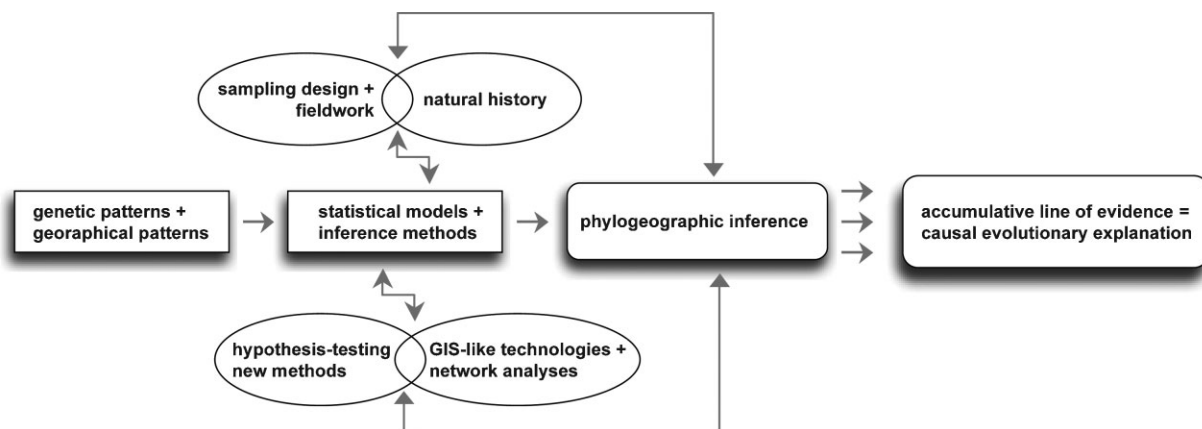 sampling design +
fieldwork
natural history
genetic patterns +
georaphical patterns
statistical models +
inference methods
phylogeographic inference
accumulative line of evidence =
causal evolutionary explanation
hypothesis-testing
new methods
GIS-like technologies +
network analyses